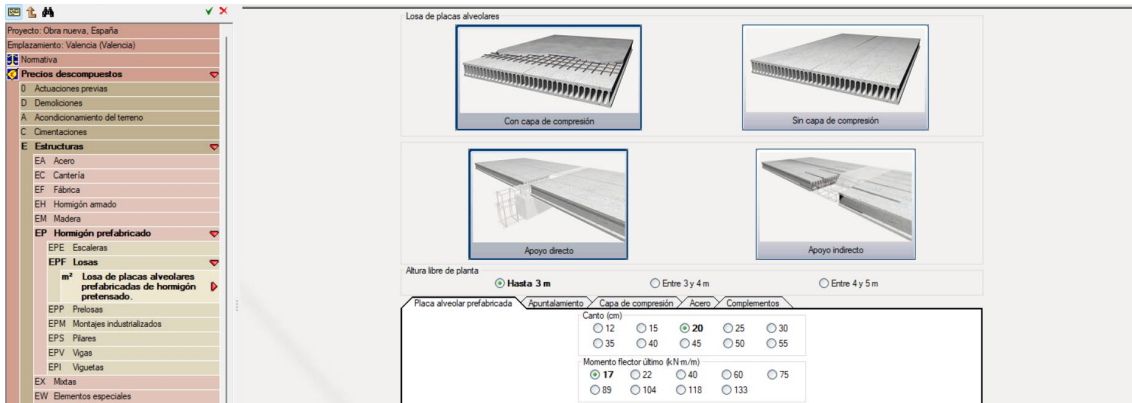 Proyecto: Obra nueva, España
Emplazamiento: Valencia (Valencia)
Normativa
Precios descompuestos
0 Actuaciones previas
D Demoliciones
A Acondicionamiento del terreno
C Cimentaciones
E Estructuras
EA Acero
EC Cantería
EF Fábrica
EH Hormigón armado
EM Madera
EP Hormigón prefabricado
EPE Escaleras
EPF Losas
m² Losa de placas alveolares
prefabricadas de hormigón
pretensado.
EPP Prelosas
EPM Montajes industrializados
EPS Pilares
EPV Vigas
EPI Viguetas
EX Mixtas
EW Elementos especiales
Losa de placas alveolares
Con capa de compresión
Sin capa de compresión
Apoyo directo
Apoyo indirecto
Altura libre de planta
Hasta 3 m Entre 3 y 4 m Entre 4 y 5 m
Placa alveolar prefabricada Apuntalamiento Capa de compresión Acero Complementos
Canto (cm)
12 15 20 25 30
35 40 45 50 55
Momento flector último (kN·m/m)
17 22 40 60 75
89 104 118 133